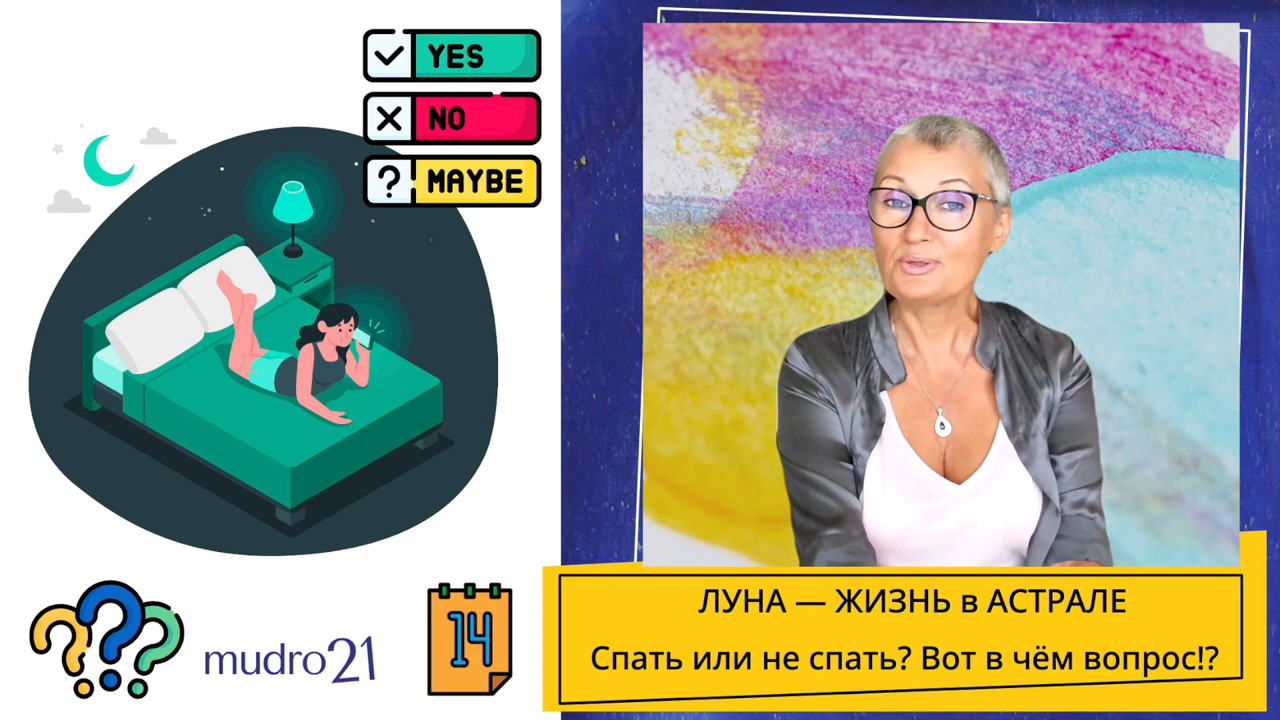 YES
NO
MAYBE
mudro21
14
ЛУНА — ЖИЗНЬ в АСТРАЛЕ
Спать или не спать? Вот в чём вопрос!?